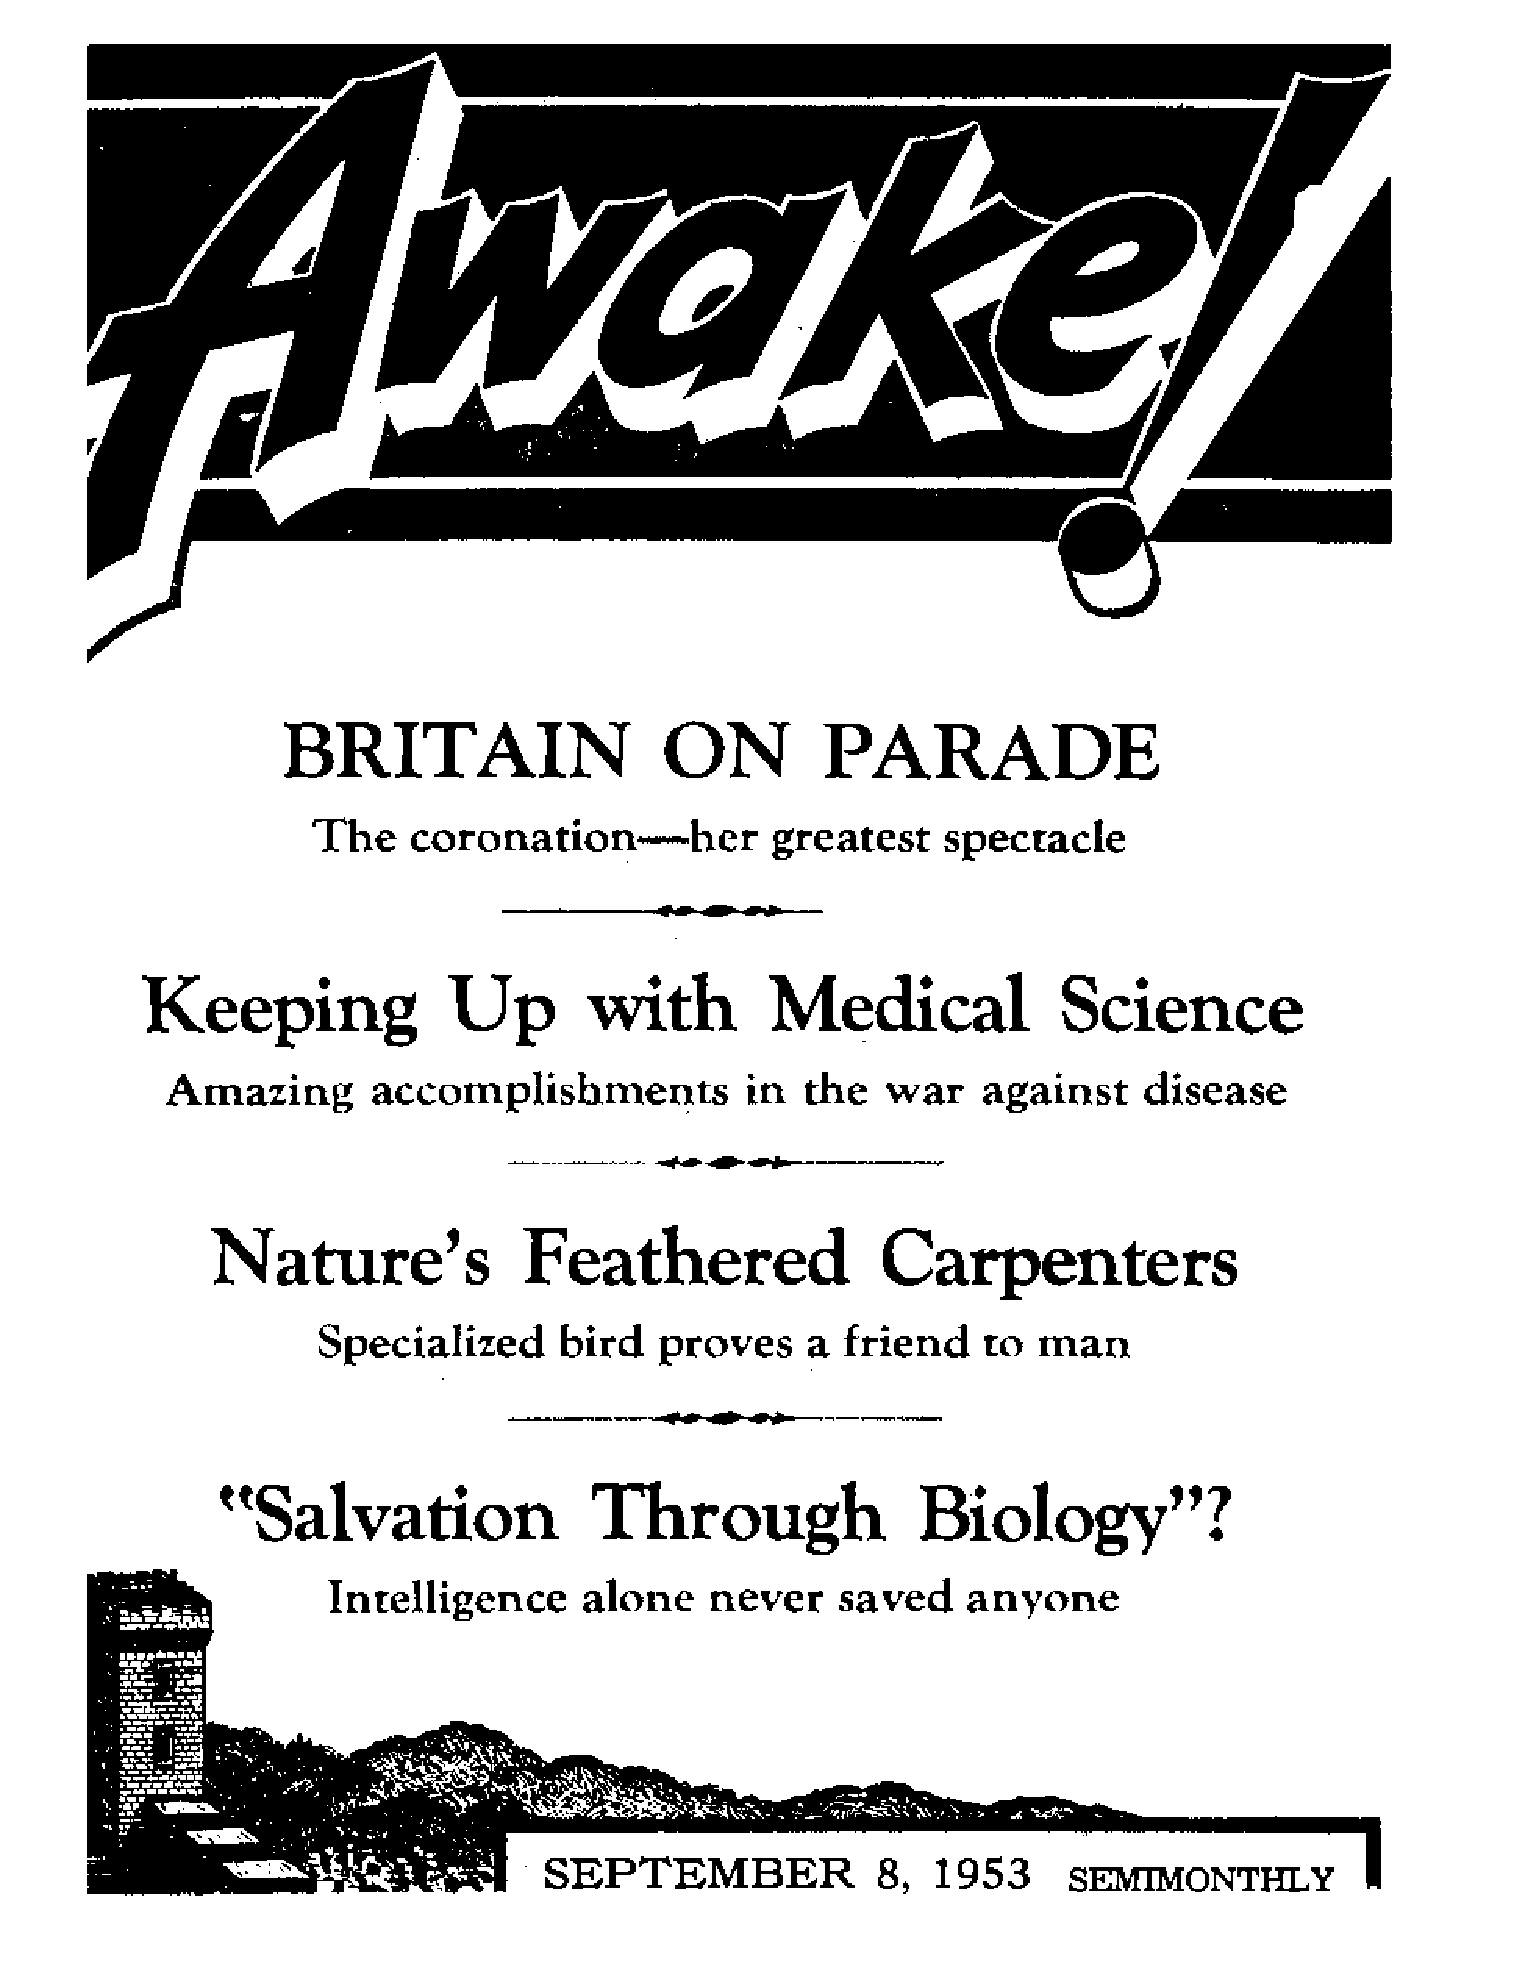 Awake!
BRITAIN ON PARADE
The coronation—her greatest spectacle
Keeping Up with Medical Science
Amazing accomplishments in the war against disease
Nature's Feathered Carpenters
Specialized bird proves a friend to man
"Salvation Through Biology"?
Intelligence alone never saved anyone
SEPTEMBER 8, 1953 SEMIMONTHLY